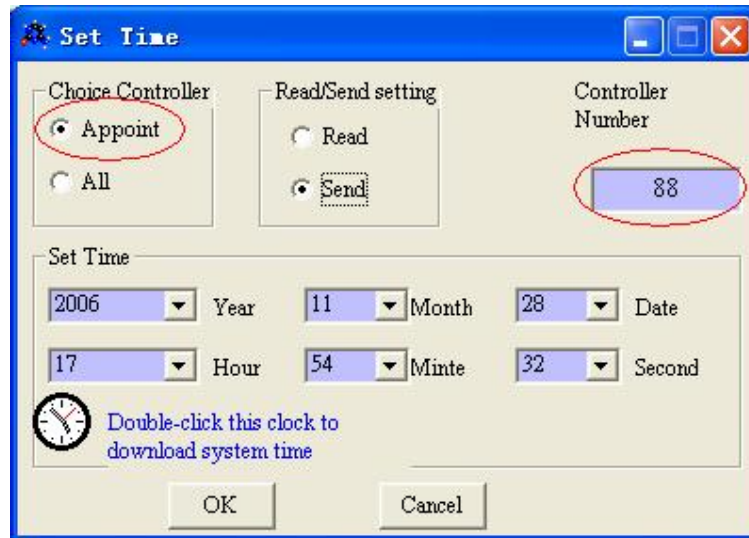 Set Time
Choice Controller
Appoint
All
Read/Send setting
Read
Send
Controller
Number
88
Set Time
2006 Year 11 Month 28 Date
17 Hour 54 Minte 32 Second
Double-click this clock to
download system time
OK Cancel